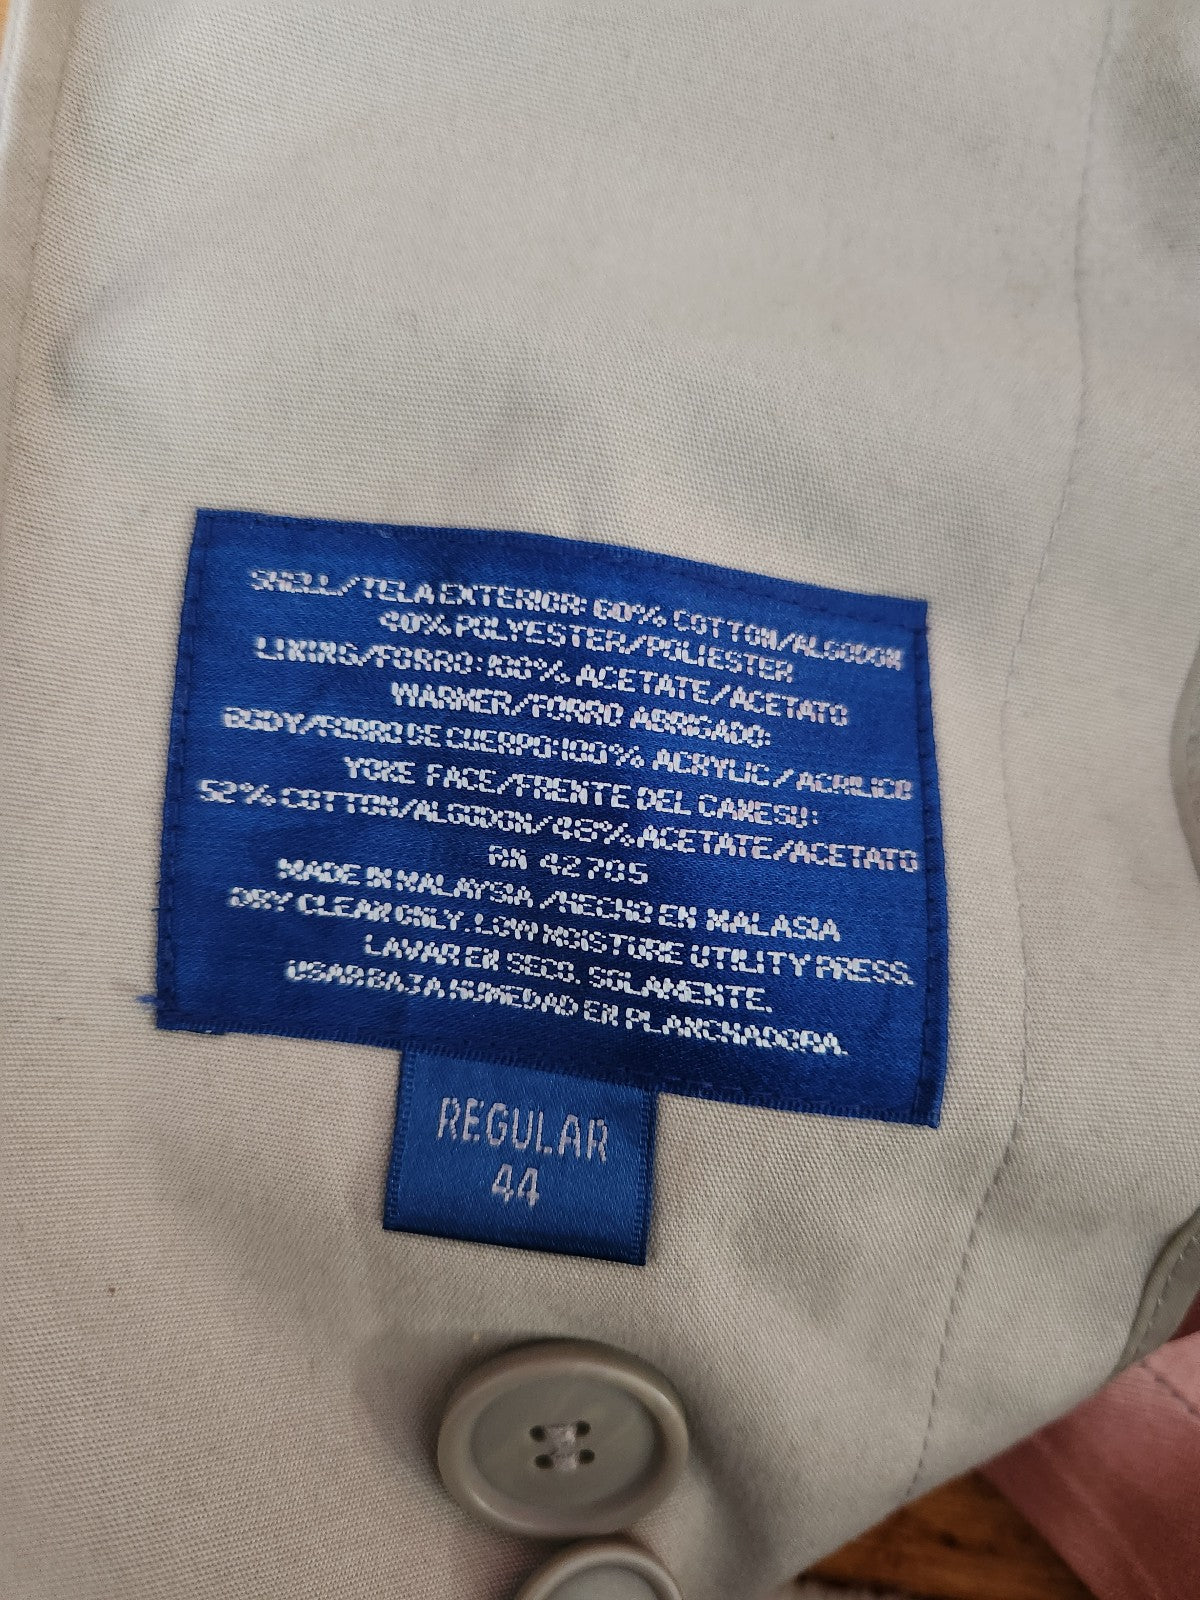 SHELL/TELA EXTERIOR: 60% COTTON/ALGODON
40% POLYESTER/POLIESTER
LINING/FORRO: 100% ACETATE/ACETATO
WARMER/FORRO ABRIGADO:
BODY/FORRO DE CUERPO: 100% ACRYLIC/ACRILICO
YOKE FACE/FRENTE DEL CANESU:
52% COTTON/ALGODON/48% ACETATE/ACETATO
RN 42705
MADE IN MALAYSIA/HECHO EN MALASIA
DRY CLEAN ONLY. LOW MOISTURE UTILITY PRESS.
LAVAR EN SECO. SOLAMENTE.
USAR BAJA HUMEDAD EN PLANCHADORA.
REGULAR
44